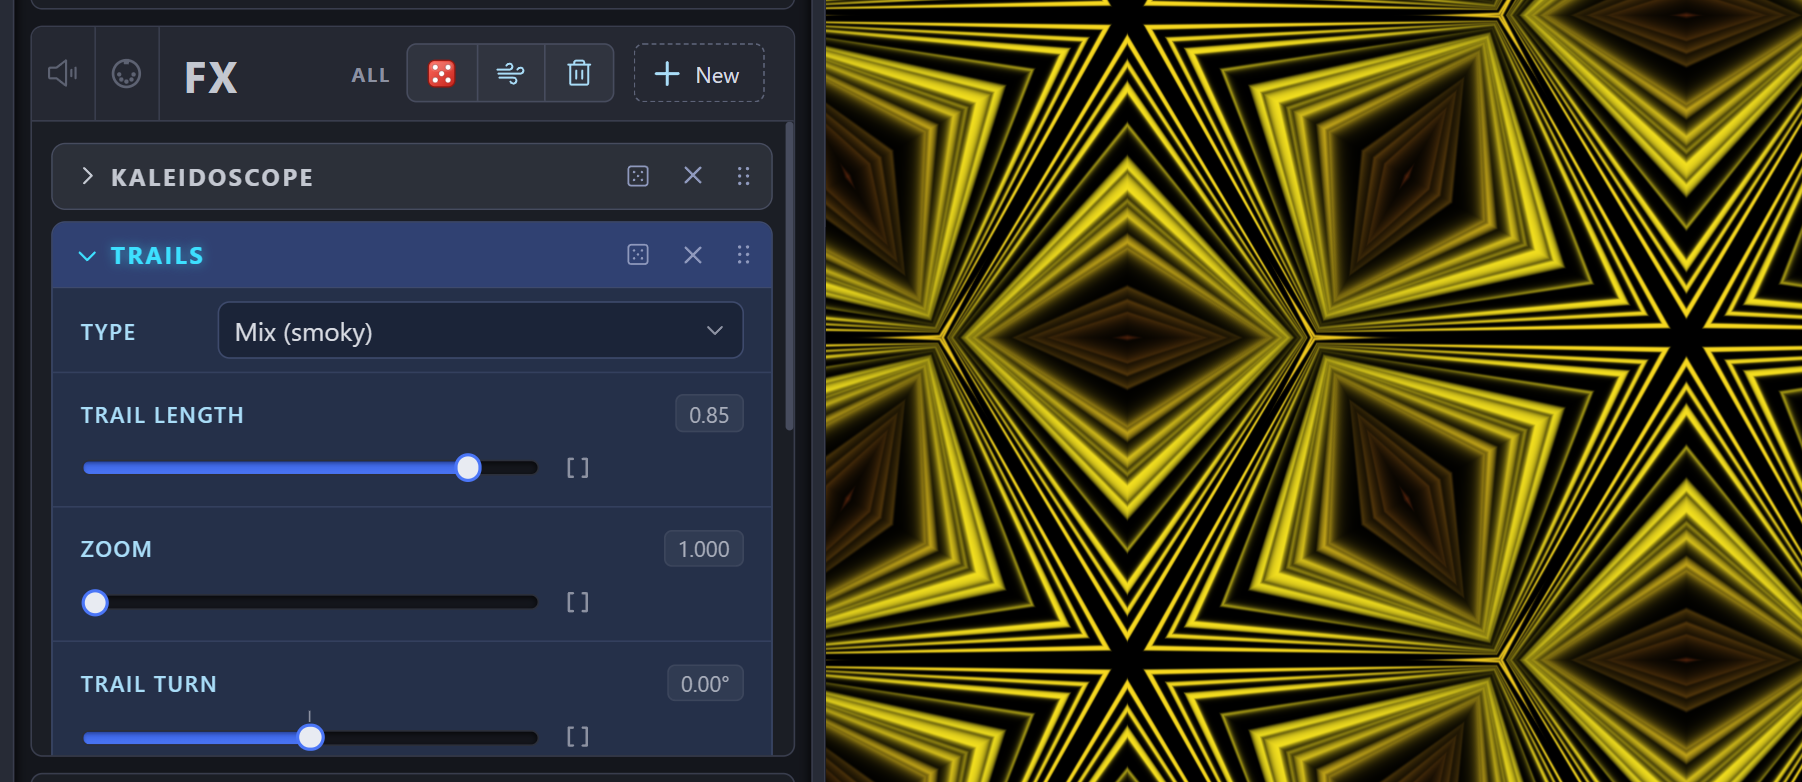 FX ALL New
KALEIDOSCOPE
TRAILS
TYPE Mix (smoky)
TRAIL LENGTH 0.85
ZOOM 1.000
TRAIL TURN 0.00°